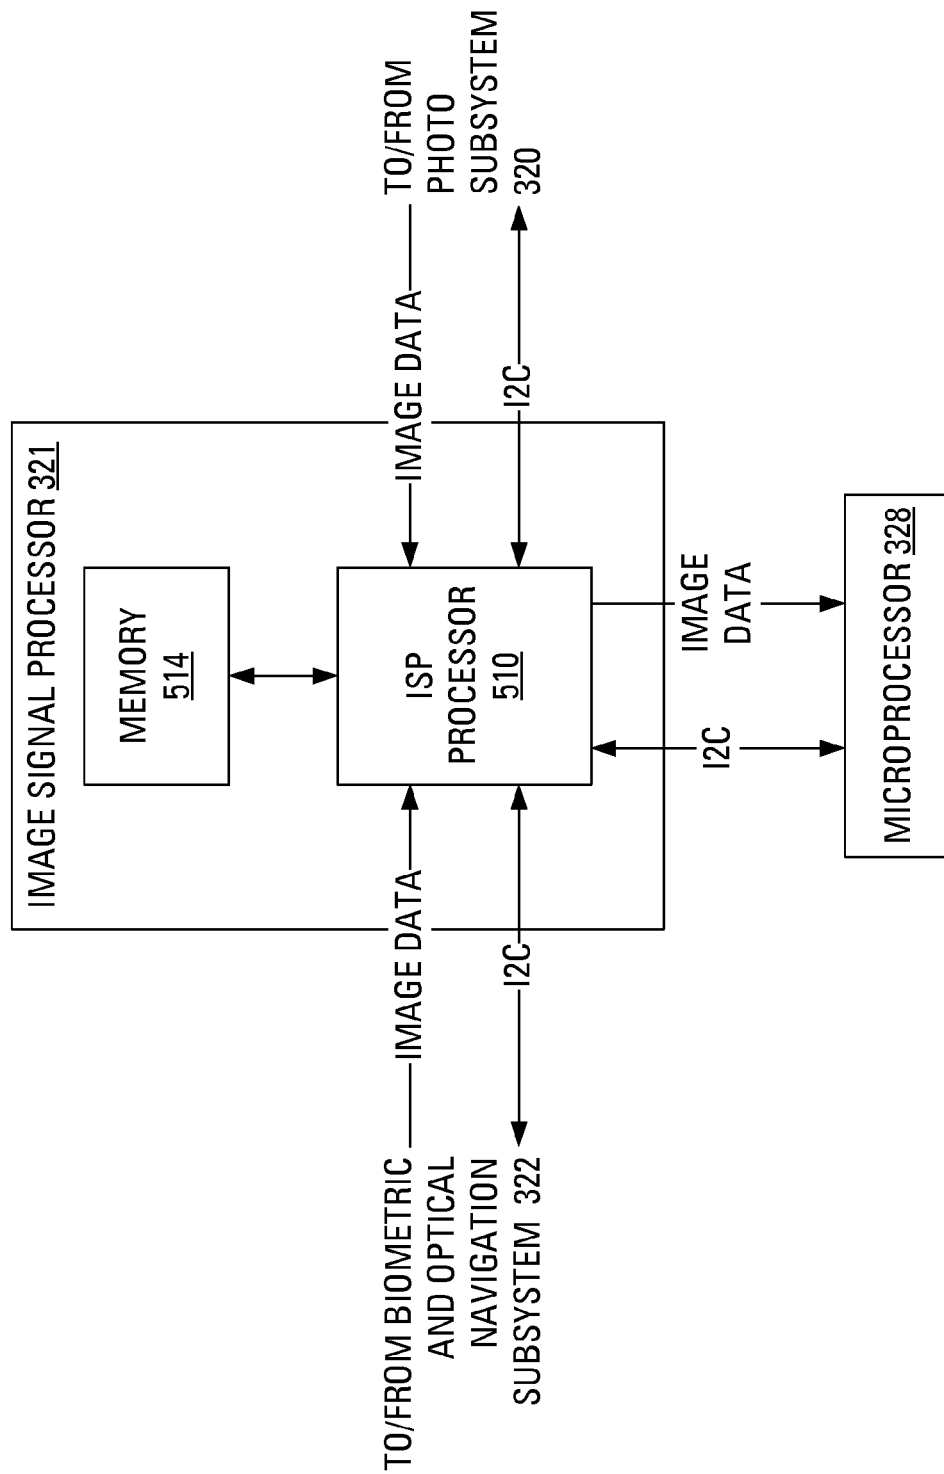 IMAGE SIGNAL PROCESSOR 321
MEMORY
514
ISP
PROCESSOR
510
TO/FROM BIOMETRIC
AND OPTICAL
NAVIGATION
SUBSYSTEM 322
IMAGE DATA
I2C
IMAGE DATA
I2C
TO/FROM
PHOTO
SUBSYSTEM
320
I2C
IMAGE
DATA
MICROPROCESSOR 328